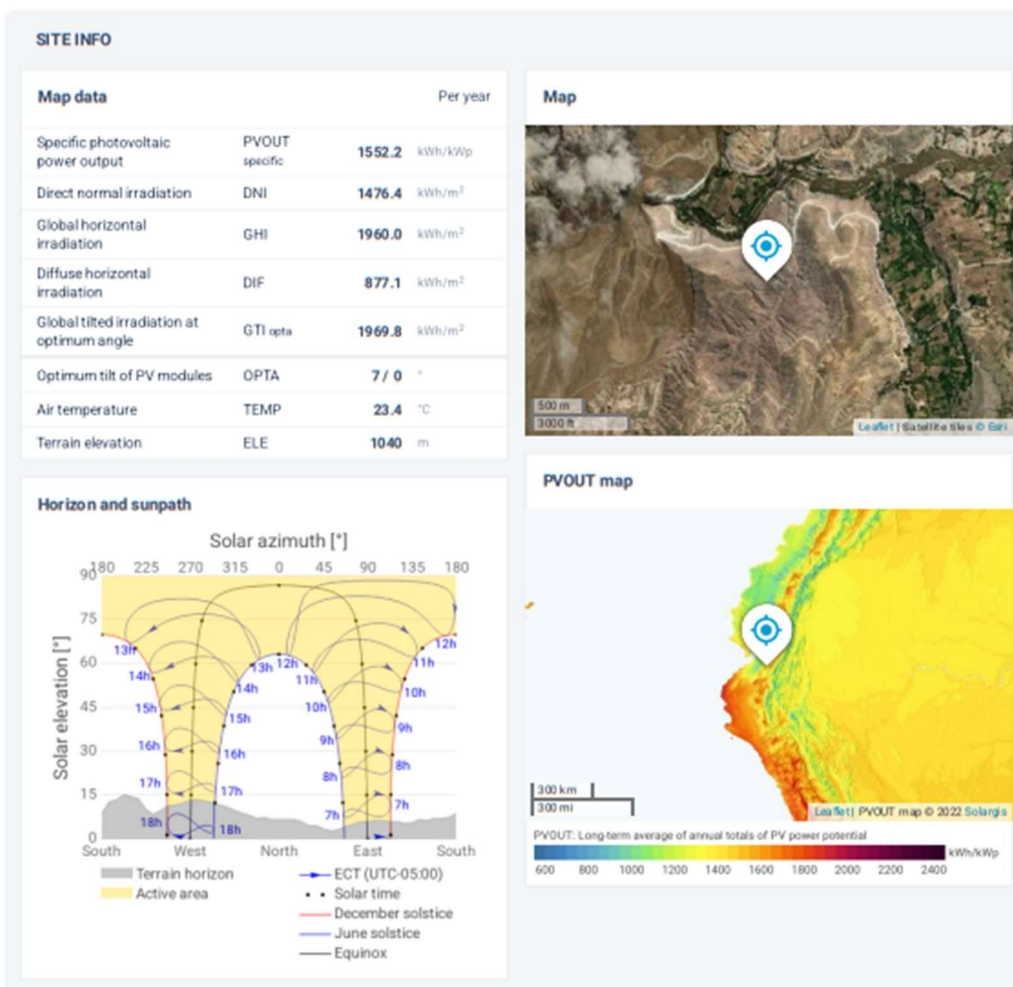 SITE INFO
Map data
Per year
Specific photovoltaic
power output
PVOUT
specific
1552.2 kWh/kWp
Direct normal irradiation DNI 1476.4 kWh/m²
Global horizontal
irradiation
GHI 1960.0 kWh/m²
Diffuse horizontal
irradiation
DIF 877.1 kWh/m²
Global tilted irradiation at
optimum angle
GTI opta 1969.8 kWh/m²
Optimum tilt of PV modules OPTA 7 / 0 °
Air temperature TEMP 23.4 °C
Terrain elevation ELE 1040 m
Map
500 m
3000 ft
Leaflet | Satellite tiles © Esri
Horizon and sunpath
Solar azimuth [°]
180 225 270 315 0 45 90 135 180
Solar elevation [°]
90
75
60
45
30
15
0
13h
14h
15h
16h
17h
18h
13h
14h
15h
16h
17h
18h
12h
11h
10h
9h
8h
7h
12h
11h
10h
9h
8h
7h
South West North East South
Terrain horizon
Active area
ECT (UTC-05:00)
Solar time
December solstice
June solstice
Equinox
PVOUT map
300 km
300 mi
Leaflet | PVOUT map © 2022 Solargis
PVOUT: Long-term average of annual totals of PV power potential
kWh/kWp
600 800 1000 1200 1400 1600 1800 2000 2200 2400